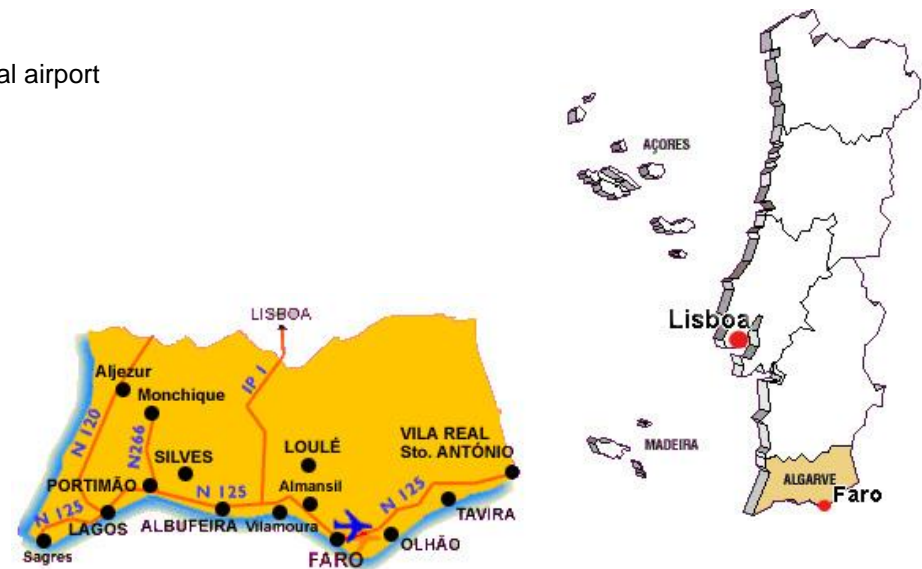 al airport
AÇORES
Lisboa
MADEIRA
ALGARVE
Faro
LISBOA
IP 1
Aljezur
Monchique
N 120
N266
SILVES
LOULÉ
VILA REAL
Sto. ANTÓNIO
PORTIMÃO
N 125
Almansil
N 125
N 125
LAGOS
ALBUFEIRA
Vilamoura
TAVIRA
Sagres
FARO
OLHÃO